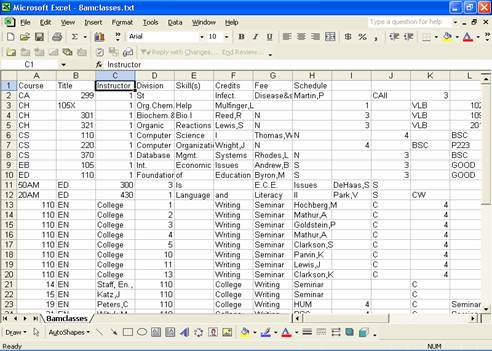 Microsoft Excel - Bamclasses.txt
File Edit View Insert Format Tools Data Window Help Type a question for help
Arial 10 B I U
Reply with Changes... End Review...
C1 fx Instructor
A B C D E F G H I J K L
1 Course Title Instructor Division Skill(s) Credits Fee Schedule
2 CA 299 1 St Infect. Disease&s Martin,P CAll 3
3 CH 105X 1 Org.Chem. Help Mulfinger,L 1 VLB 102
4 CH 301 1 Biochem.& Bio.I Reed,R N 3 VLB 102
5 CH 321 1 Organic Reactions Lewis,S N 3 VLB 201
6 CS 110 1 Computer Science I Thomas,W N 4 BSC
7 CS 220 1 Computer Organizati Wright,J N 4 BSC P223
8 CS 370 1 Database Mgmt. Systems Rhodes,L N 3 BSC
9 EB 105 1 Int. Economic Issues Andrew,B S 3 GOOD
10 ED 110 1 Foundation of Education Byron,M S 3 GOOD
11 50AM ED 300 3 Is E.C.E. Issues DeHaas,S S
12 20AM ED 430 1 Language and Literacy II Park,V S CW
13 110 EN College 1 Writing Seminar Hochberg,M C 4
14 110 EN College 2 Writing Seminar Mathur,A C 4
15 110 EN College 3 Writing Seminar Goldstein,P C 4
16 110 EN College 4 Writing Seminar Mathur,A C 4
17 110 EN College 5 Writing Seminar Clarkson,S C 4
18 110 EN College 10 Writing Seminar Parvin,K C 4
19 110 EN College 11 Writing Seminar Lewis,J C 4
20 110 EN College 13 Writing Seminar Clarkson,K C 4
21 14 EN Staff, En., 110 College Writing Seminar C
22 15 EN Katz,J 110 College Writing Seminar C
23 19 EN Peters,C 110 College Writing HUM 4 C Seminar
Bamclasses
Draw AutoShapes
Ready NUM